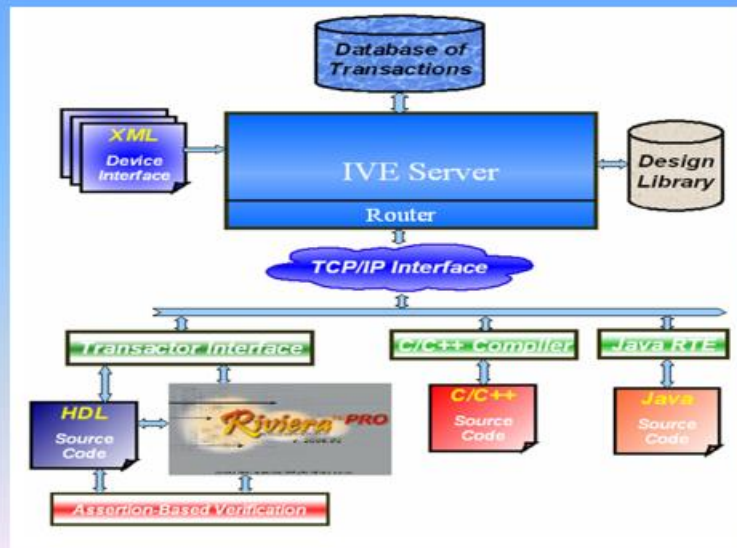 Database of
Transactions
XML
Device
Interface
IVE Server
Router
Design
Library
TCP/IP Interface
Transactor Interface
C/C++ Compiler
Java RTE
HDL
Source
Code
Riviera PRO
C/C++
Source
Code
Java
Source
Code
Assertion-Based Verification